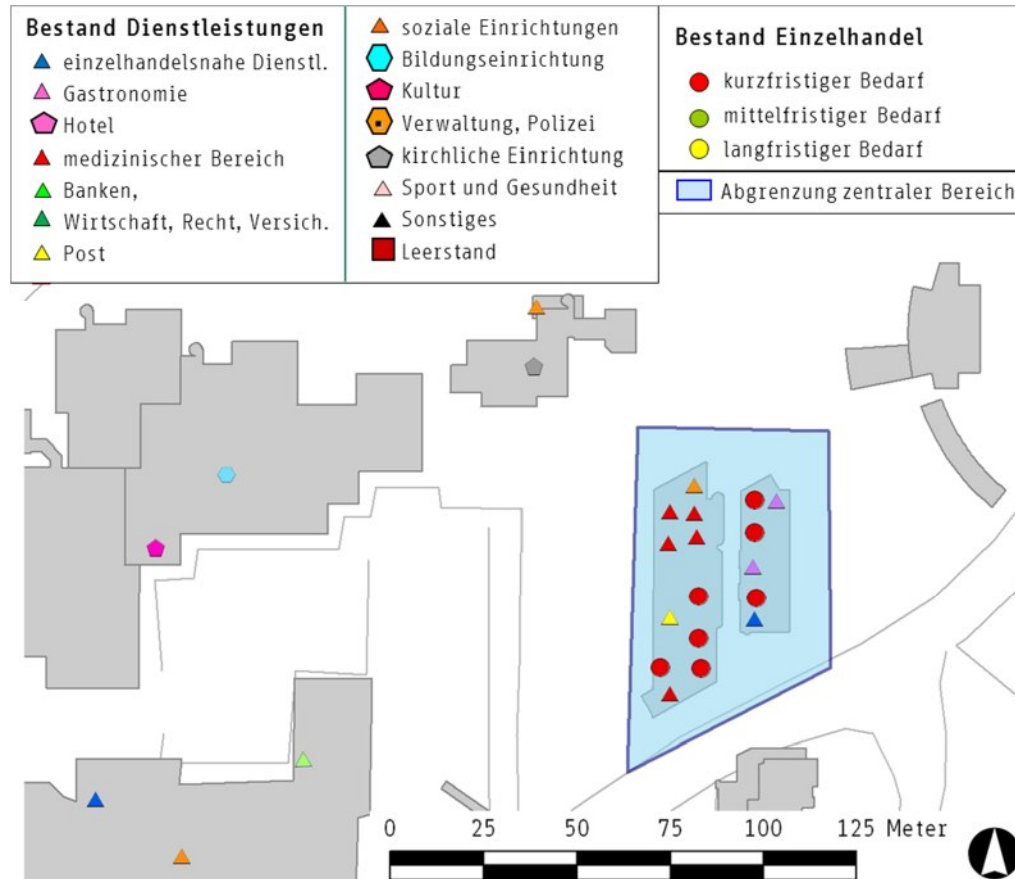 Bestand Dienstleistungen
einzelhandelsnahe Dienstl.
Gastronomie
Hotel
medizinischer Bereich
Banken,
Wirtschaft, Recht, Versich.
Post
soziale Einrichtungen
Bildungseinrichtung
Kultur
Verwaltung, Polizei
kirchliche Einrichtung
Sport und Gesundheit
Sonstiges
Leerstand
Bestand Einzelhandel
kurzfristiger Bedarf
mittelfristiger Bedarf
langfristiger Bedarf
Abgrenzung zentraler Bereich
0 25 50 75 100 125 Meter